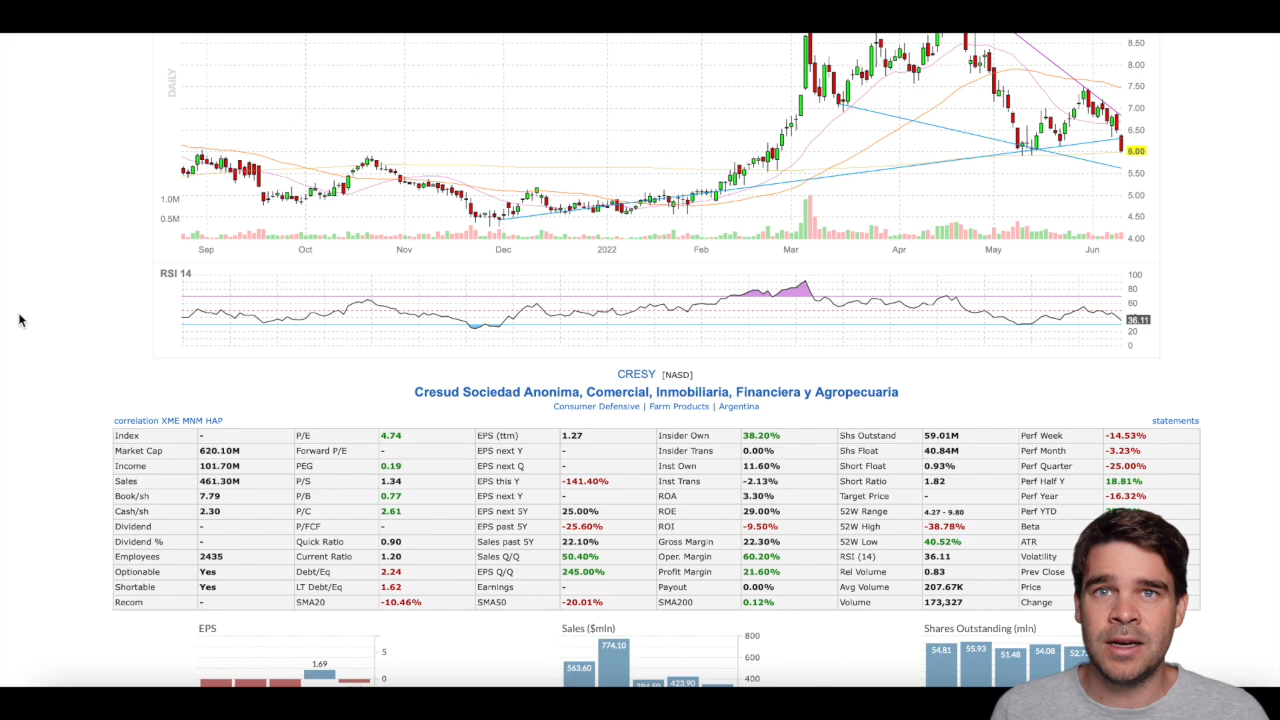 DAILY
8.50
8.00
7.50
7.00
6.50
6.00
5.50
5.00
4.50
4.00
1.0M
0.5M
Sep Oct Nov Dec 2022 Feb Mar Apr May Jun
RSI 14
100
80
60
36.11
20
0
CRESY [NASD]
Cresud Sociedad Anonima, Comercial, Inmobiliaria, Financiera y Agropecuaria
Consumer Defensive | Farm Products | Argentina
correlation XME MNM HAP statements
Index - P/E 4.74 EPS (ttm) 1.27 Insider Own 38.20% Shs Outstand 59.01M Perf Week -14.53%
Market Cap 620.10M Forward P/E - EPS next Y - Insider Trans 0.00% Shs Float 40.84M Perf Month -3.23%
Income 101.70M PEG 0.19 EPS next Q - Inst Own 11.60% Short Float 0.93% Perf Quarter -25.00%
Sales 461.30M P/S 1.34 EPS this Y -141.40% Inst Trans -2.13% Short Ratio 1.82 Perf Half Y 18.81%
Book/sh 7.79 P/B 0.77 EPS next Y - ROA 3.30% Target Price - Perf Year -16.32%
Cash/sh 2.30 P/C 2.61 EPS next 5Y 25.00% ROE 29.00% 52W Range 4.27 - 9.80 Perf YTD
Dividend - P/FCF - EPS past 5Y -25.60% ROI -9.50% 52W High -38.78% Beta
Dividend % - Quick Ratio 0.90 Sales past 5Y 22.10% Gross Margin 22.30% 52W Low 40.52% ATR
Employees 2435 Current Ratio 1.20 Sales Q/Q 50.40% Oper. Margin 60.20% RSI (14) 36.11 Volatility
Optionable Yes Debt/Eq 2.24 EPS Q/Q 245.00% Profit Margin 21.60% Rel Volume 0.83 Prev Close
Shortable Yes LT Debt/Eq 1.62 Earnings - Payout 0.00% Avg Volume 207.67K Price
Recom - SMA20 -10.46% SMA50 -20.01% SMA200 0.12% Volume 173,327 Change
EPS Sales ($mln) Shares Outstanding (mln)
5
1.69
0
800
774.10
600
563.60
423.90
400
54.81 55.93 51.48 54.08